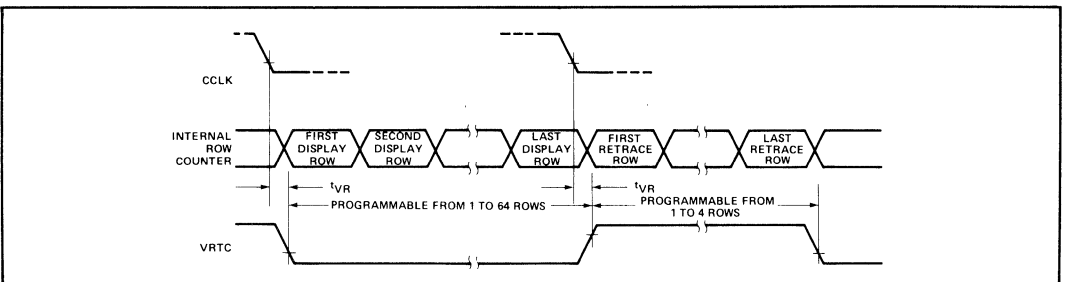 CCLK
INTERNAL
ROW
COUNTER
FIRST
DISPLAY
ROW
SECOND
DISPLAY
ROW
LAST
DISPLAY
ROW
FIRST
RETRACE
ROW
LAST
RETRACE
ROW
tVR
tVR
PROGRAMMABLE FROM 1 TO 64 ROWS
PROGRAMMABLE FROM
1 TO 4 ROWS
VRTC